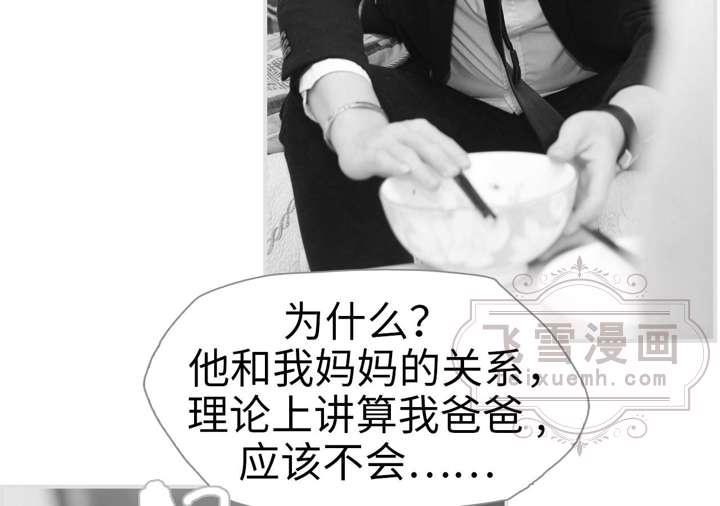 为什么?
他和我妈妈的关系，
理论上讲算我爸爸，
应该不会……
飞雪漫画
feixuemh.com